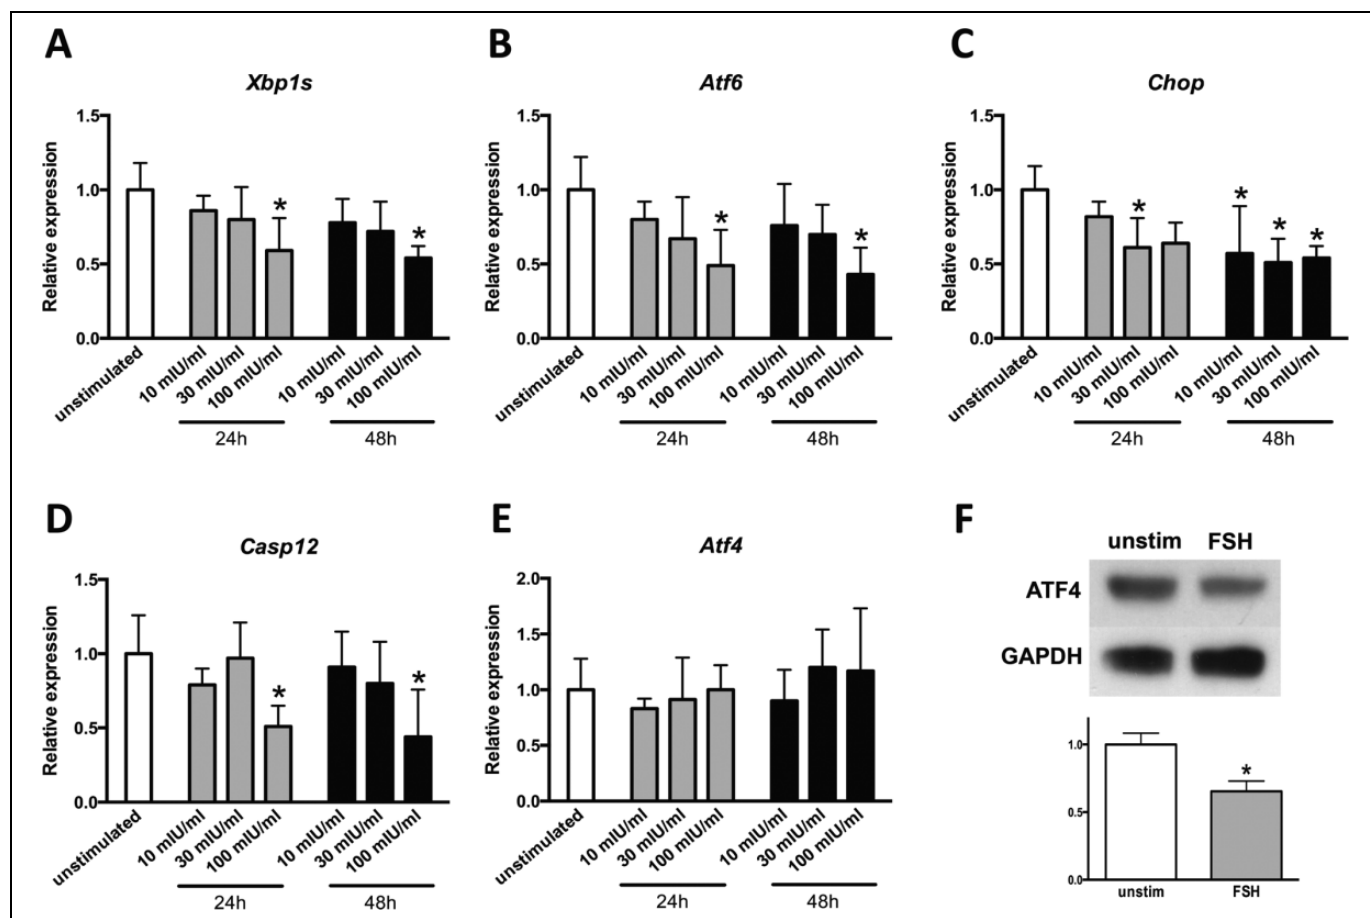 A
Xbp1s
Relative expression
1.5
1.0
0.5
0.0
*
*
unstimulated
10 mIU/ml
30 mIU/ml
100 mIU/ml
10 mIU/ml
30 mIU/ml
100 mIU/ml
24h
48h
B
Atf6
Relative expression
1.5
1.0
0.5
0.0
*
*
unstimulated
10 mIU/ml
30 mIU/ml
100 mIU/ml
10 mIU/ml
30 mIU/ml
100 mIU/ml
24h
48h
C
Chop
Relative expression
1.5
1.0
0.5
0.0
*
*
*
*
unstimulated
10 mIU/ml
30 mIU/ml
100 mIU/ml
10 mIU/ml
30 mIU/ml
100 mIU/ml
24h
48h
D
Casp12
Relative expression
1.5
1.0
0.5
0.0
*
*
unstimulated
10 mIU/ml
30 mIU/ml
100 mIU/ml
10 mIU/ml
30 mIU/ml
100 mIU/ml
24h
48h
E
Atf4
Relative expression
2.0
1.5
1.0
0.5
0.0
unstimulated
10 mIU/ml
30 mIU/ml
100 mIU/ml
10 mIU/ml
30 mIU/ml
100 mIU/ml
24h
48h
F
unstim FSH
ATF4
GAPDH
1.0
0.5
0.0
*
unstim FSH